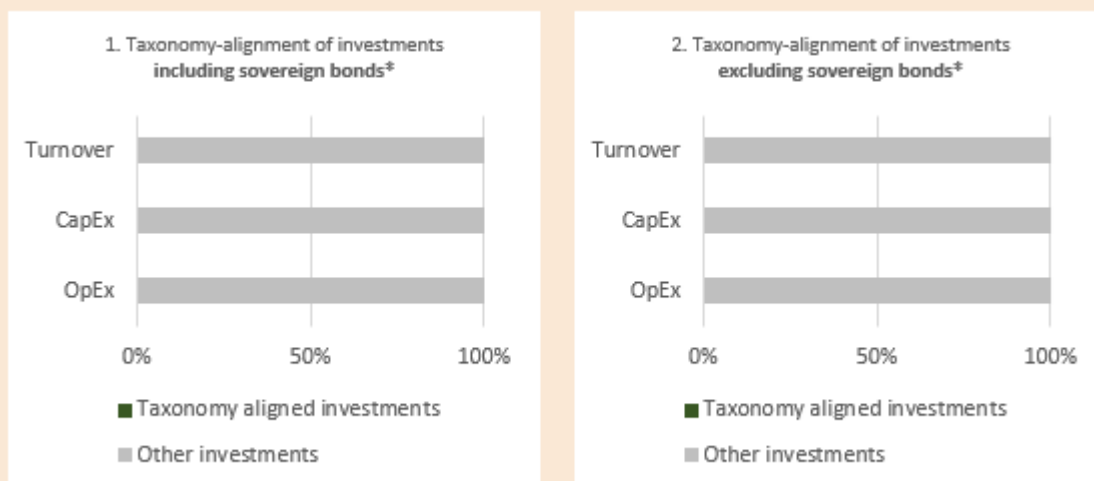 1. Taxonomy-alignment of investments
including sovereign bonds*
Turnover
CapEx
OpEx
0% 50% 100%
Taxonomy aligned investments
Other investments
2. Taxonomy-alignment of investments
excluding sovereign bonds*
Turnover
CapEx
OpEx
0% 50% 100%
Taxonomy aligned investments
Other investments